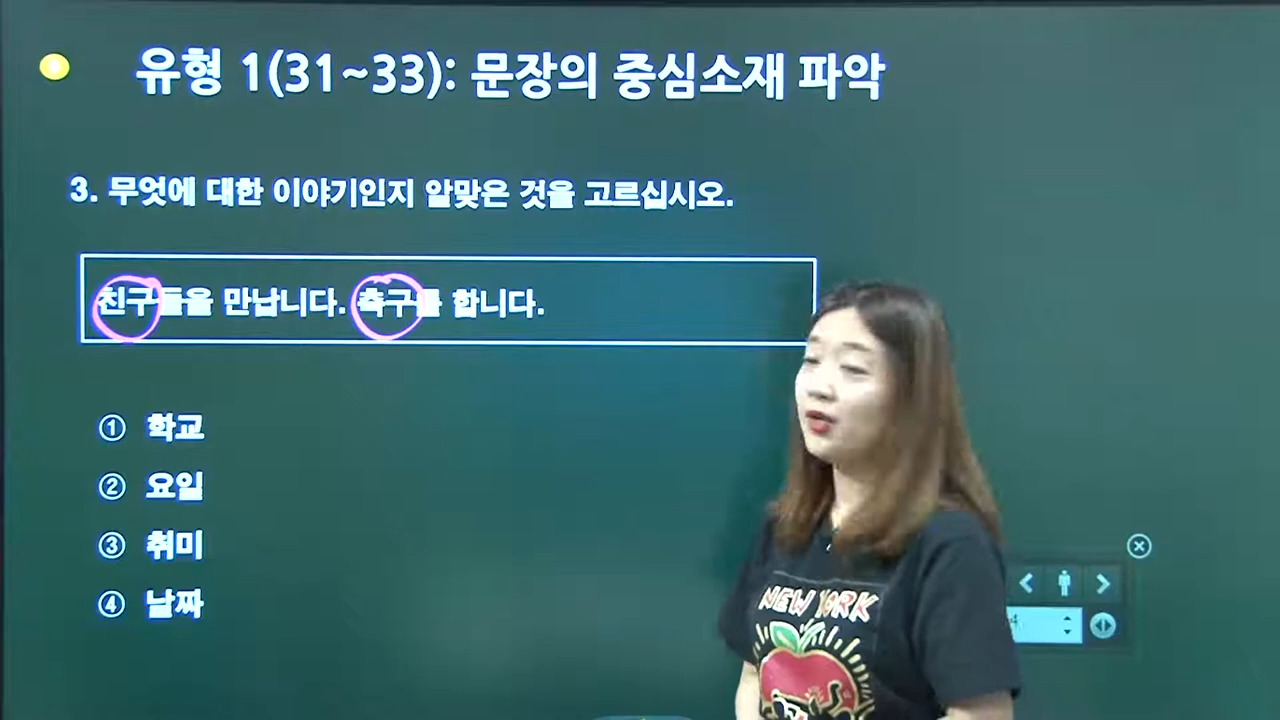 유형 1(31~33): 문장의 중심소재 파악
3. 무엇에 대한 이야기인지 알맞은 것을 고르십시오.
친구들을 만납니다. 축구를 합니다.
① 학교
② 요일
③ 취미
④ 날짜
NEW YORK
4